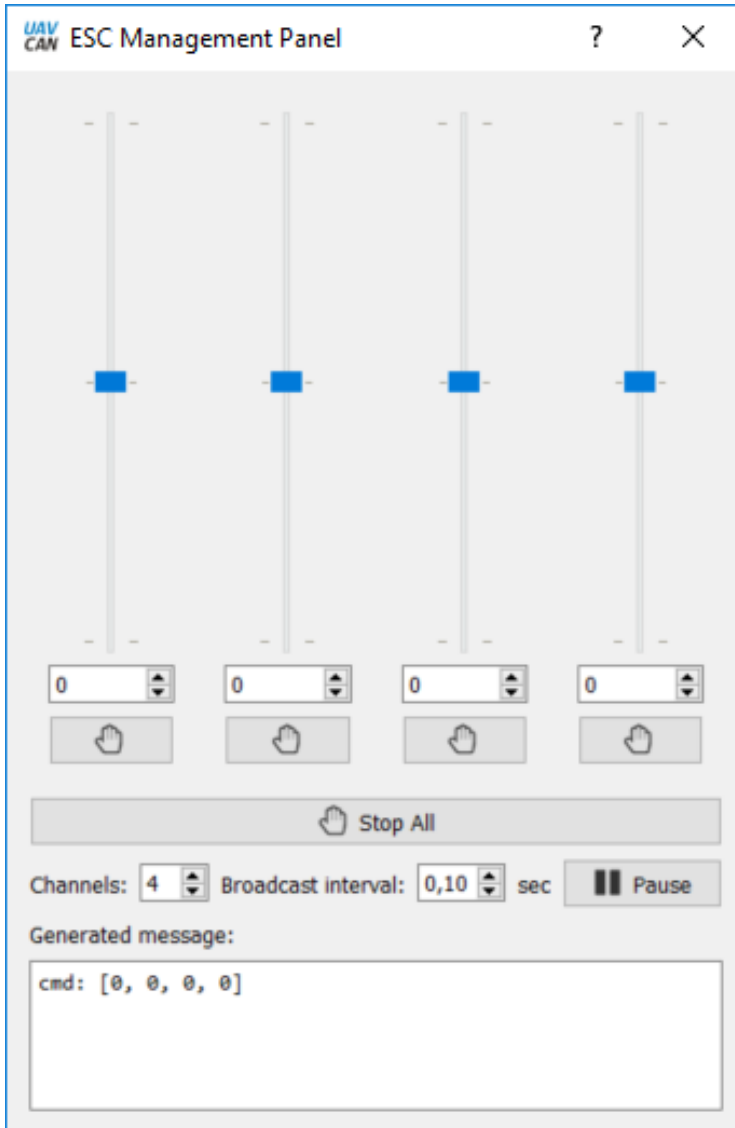 UAV
CAN ESC Management Panel ?
0 0 0 0
Stop All
Channels: 4 Broadcast interval: 0,10 sec Pause
Generated message:
cmd: [0, 0, 0, 0]